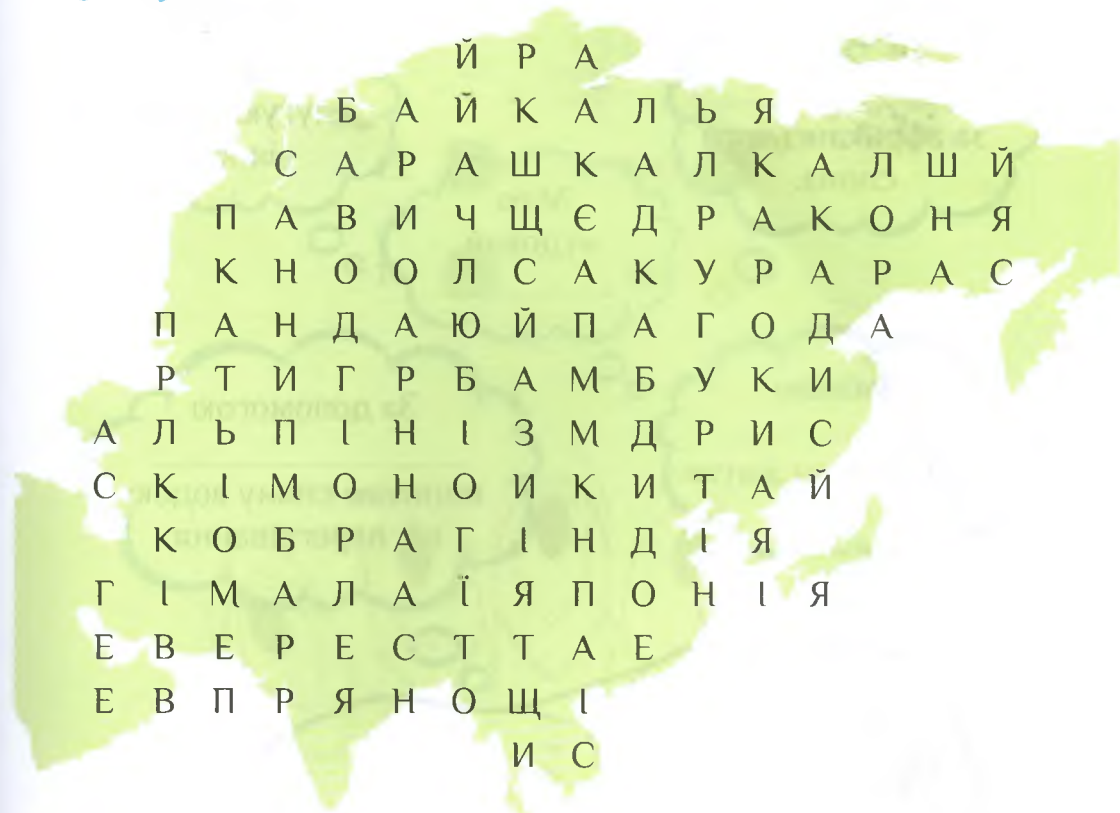 Й Р А
Б А Й К А Л Ь Я
С А Р А Ш К А Л К А Л Ш Й
П А В И Ч Щ Є Д Р А К О Н Я
К Н О О Л С А К У Р А Р А С
П А Н Д А Ю Й П А Г О Д А
Р Т И Г Р Б А М Б У К И
А Л Ь П І Н І З М Д Р И С
С К І М О Н О И К И Т А Й
К О Б Р А Г І Н Д І Я
Г І М А Л А Ї Я П О Н І Я
Е В Е Р Е С Т Т А Е
Е В П Р Я Н О Щ І
И С